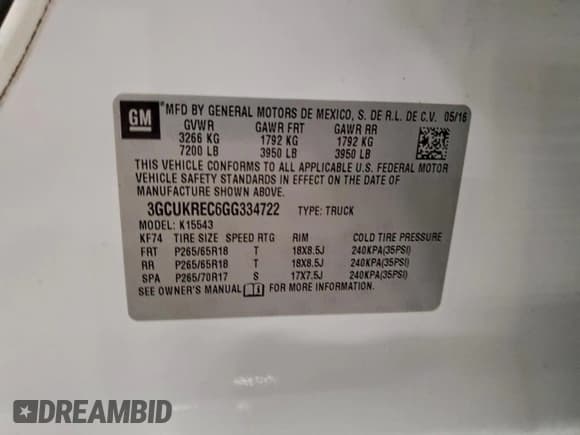 GM
*MFD BY GENERAL MOTORS DE MEXICO, S. DE R.L. DE C.V. 05/16
GVWR GAWR FRT GAWR RR
3266 KG 1792 KG 1792 KG
7200 LB 3950 LB 3950 LB
THIS VEHICLE CONFORMS TO ALL APPLICABLE U.S. FEDERAL MOTOR
VEHICLE SAFETY STANDARDS IN EFFECT ON THE DATE OF
MANUFACTURE SHOWN ABOVE.
3GCUKREC6GG334722 TYPE: TRUCK
MODEL: K15543
KF74 TIRE SIZE SPEED RTG RIM COLD TIRE PRESSURE
FRT P265/65R18 T 18X8.5J 240KPA(35PSI)
RR P265/65R18 T 18X8.5J 240KPA(35PSI)
SPA P265/70R17 S 17X7.5J 240KPA(35PSI)
SEE OWNER'S MANUAL FOR MORE INFORMATION.
DREAMBID